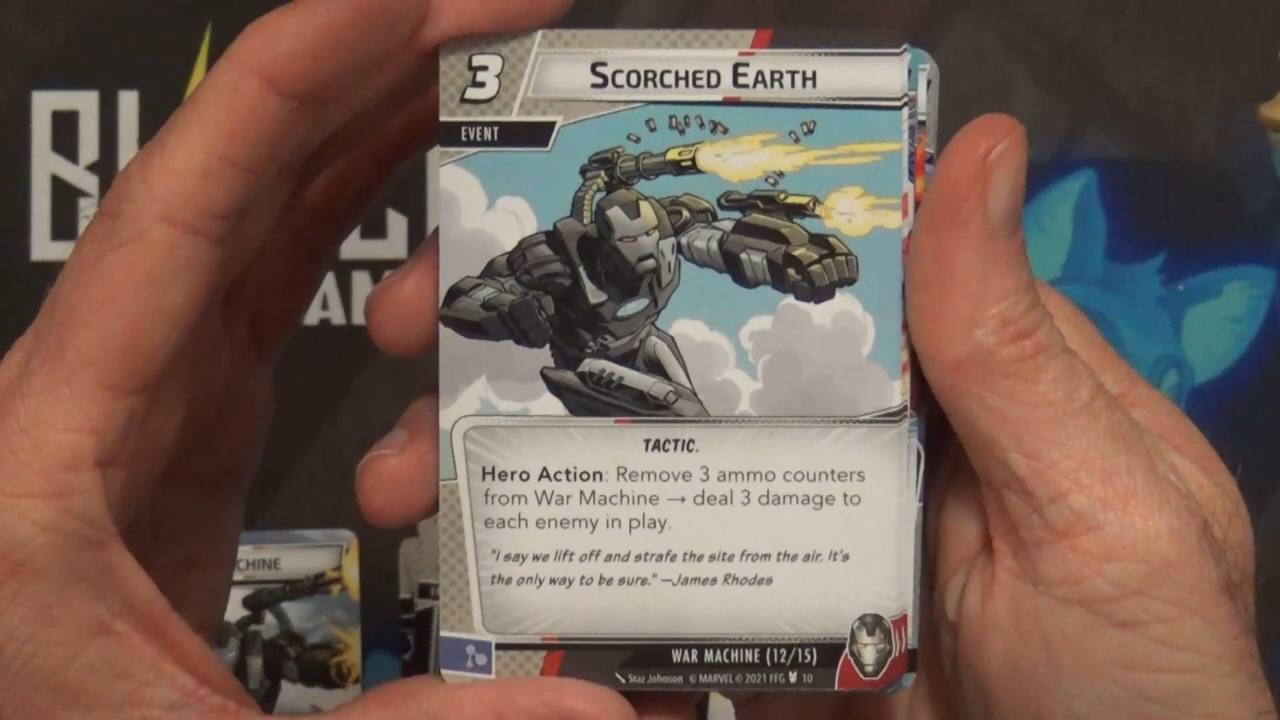 3
SCORCHED EARTH
EVENT
TACTIC.
Hero Action: Remove 3 ammo counters
from War Machine → deal 3 damage to
each enemy in play.
"I say we lift off and strafe the site from the air. It's
the only way to be sure." —James Rhodes
WAR MACHINE (12/15)
Staz Johnson © MARVEL © 2021 FFG 10
CHINE